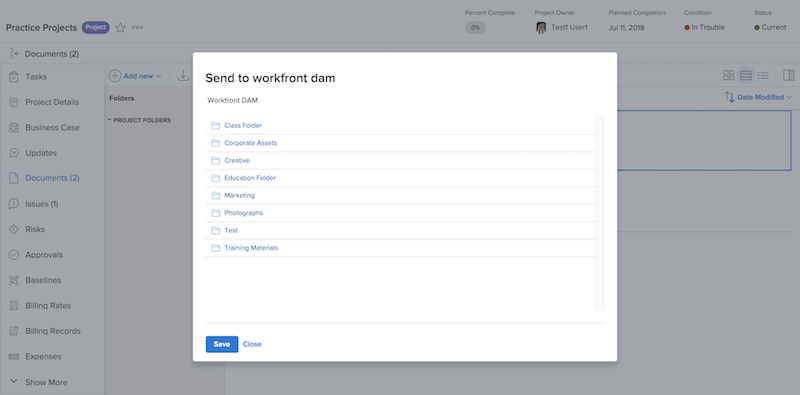 Practice Projects Project
Percent Complete
0%
Project Owner
Test1 User1
Planned Completion
Jul 11, 2018
Condition
In Trouble
Status
Current
Documents (2)
Tasks
Project Details
Business Case
Updates
Documents (2)
Issues (1)
Risks
Approvals
Baselines
Billing Rates
Billing Records
Expenses
Show More
Add new
Folders
PROJECT FOLDERS
Date Modified
Send to workfront dam
Workfront DAM
Class Folder
Corporate Assets
Creative
Education Folder
Marketing
Photographs
Test
Training Materials
Save Close